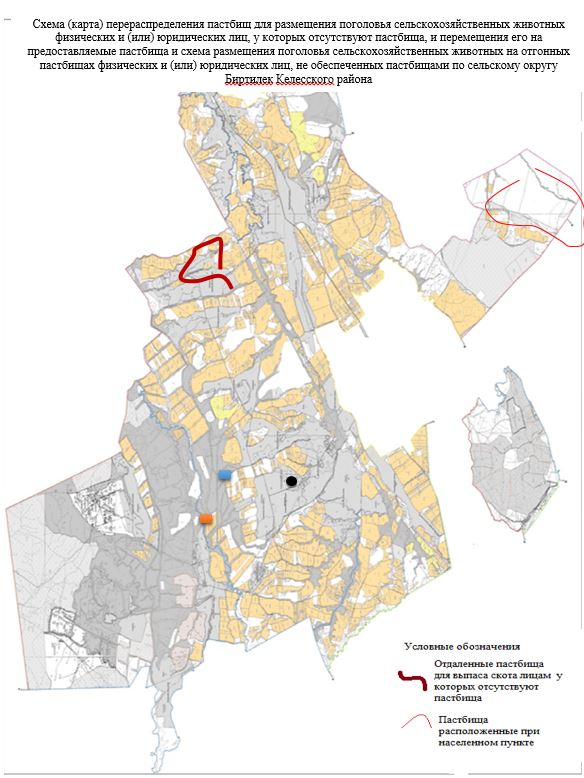 Схема (карта) перераспределения пастбищ для размещения поголовья сельскохозяйственных животных
физических и (или) юридических лиц, у которых отсутствуют пастбища, и перемещения его на
предоставляемые пастбища и схема размещения поголовья сельскохозяйственных животных на отгонных
пастбищах физических и (или) юридических лиц, не обеспеченных пастбищами по сельскому округу
Биртилек Келесского района
Условные обозначения
Отдаленные пастбища
для выпаса скота лицам у
которых отсутствуют
пастбища
Пастбища
расположенные при
населенном пункте